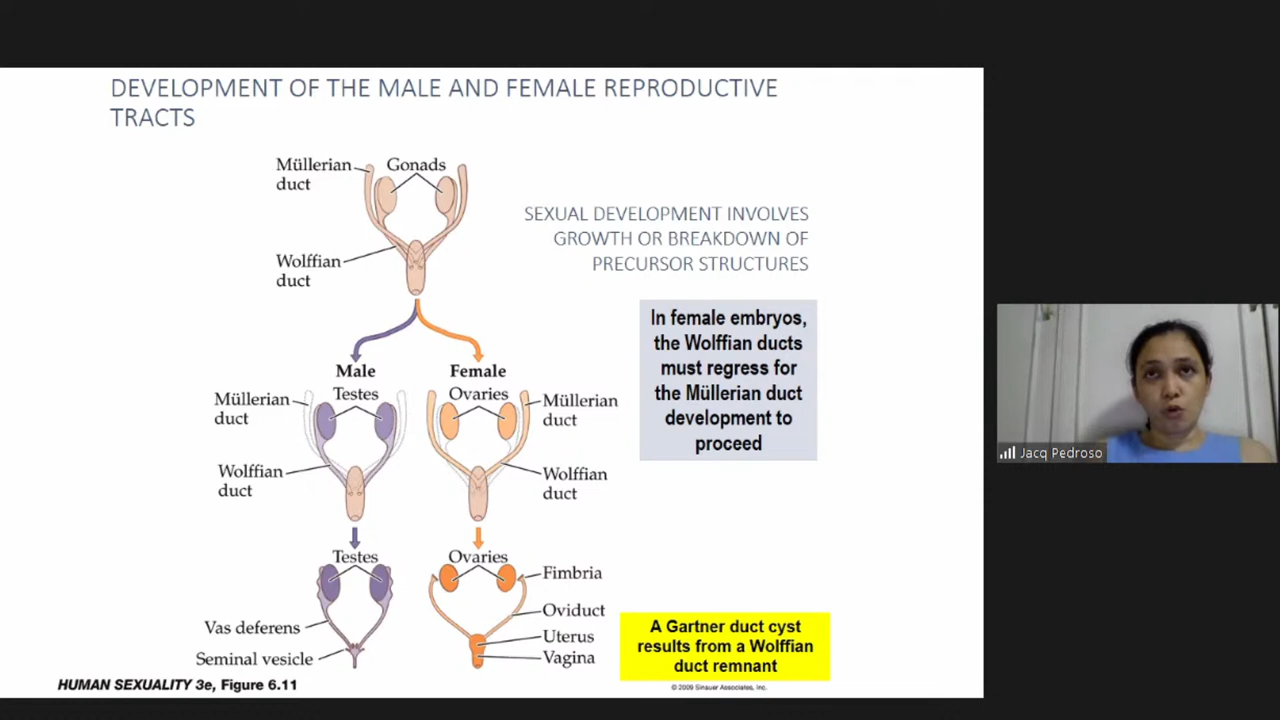 DEVELOPMENT OF THE MALE AND FEMALE REPRODUCTIVE
TRACTS
Müllerian
duct
Gonads
Wolffian
duct
SEXUAL DEVELOPMENT INVOLVES
GROWTH OR BREAKDOWN OF
PRECURSOR STRUCTURES
In female embryos,
the Wolffian ducts
must regress for
the Müllerian duct
development to
proceed
Male
Testes
Female
Ovaries
Müllerian
duct
Müllerian
duct
Wolffian
duct
Wolffian
duct
Testes
Ovaries
Fimbria
Vas deferens
Oviduct
Seminal vesicle
Uterus
Vagina
A Gartner duct cyst
results from a Wolffian
duct remnant
HUMAN SEXUALITY 3e, Figure 6.11
© 2009 Sinauer Associates, Inc.
Jacq Pedroso